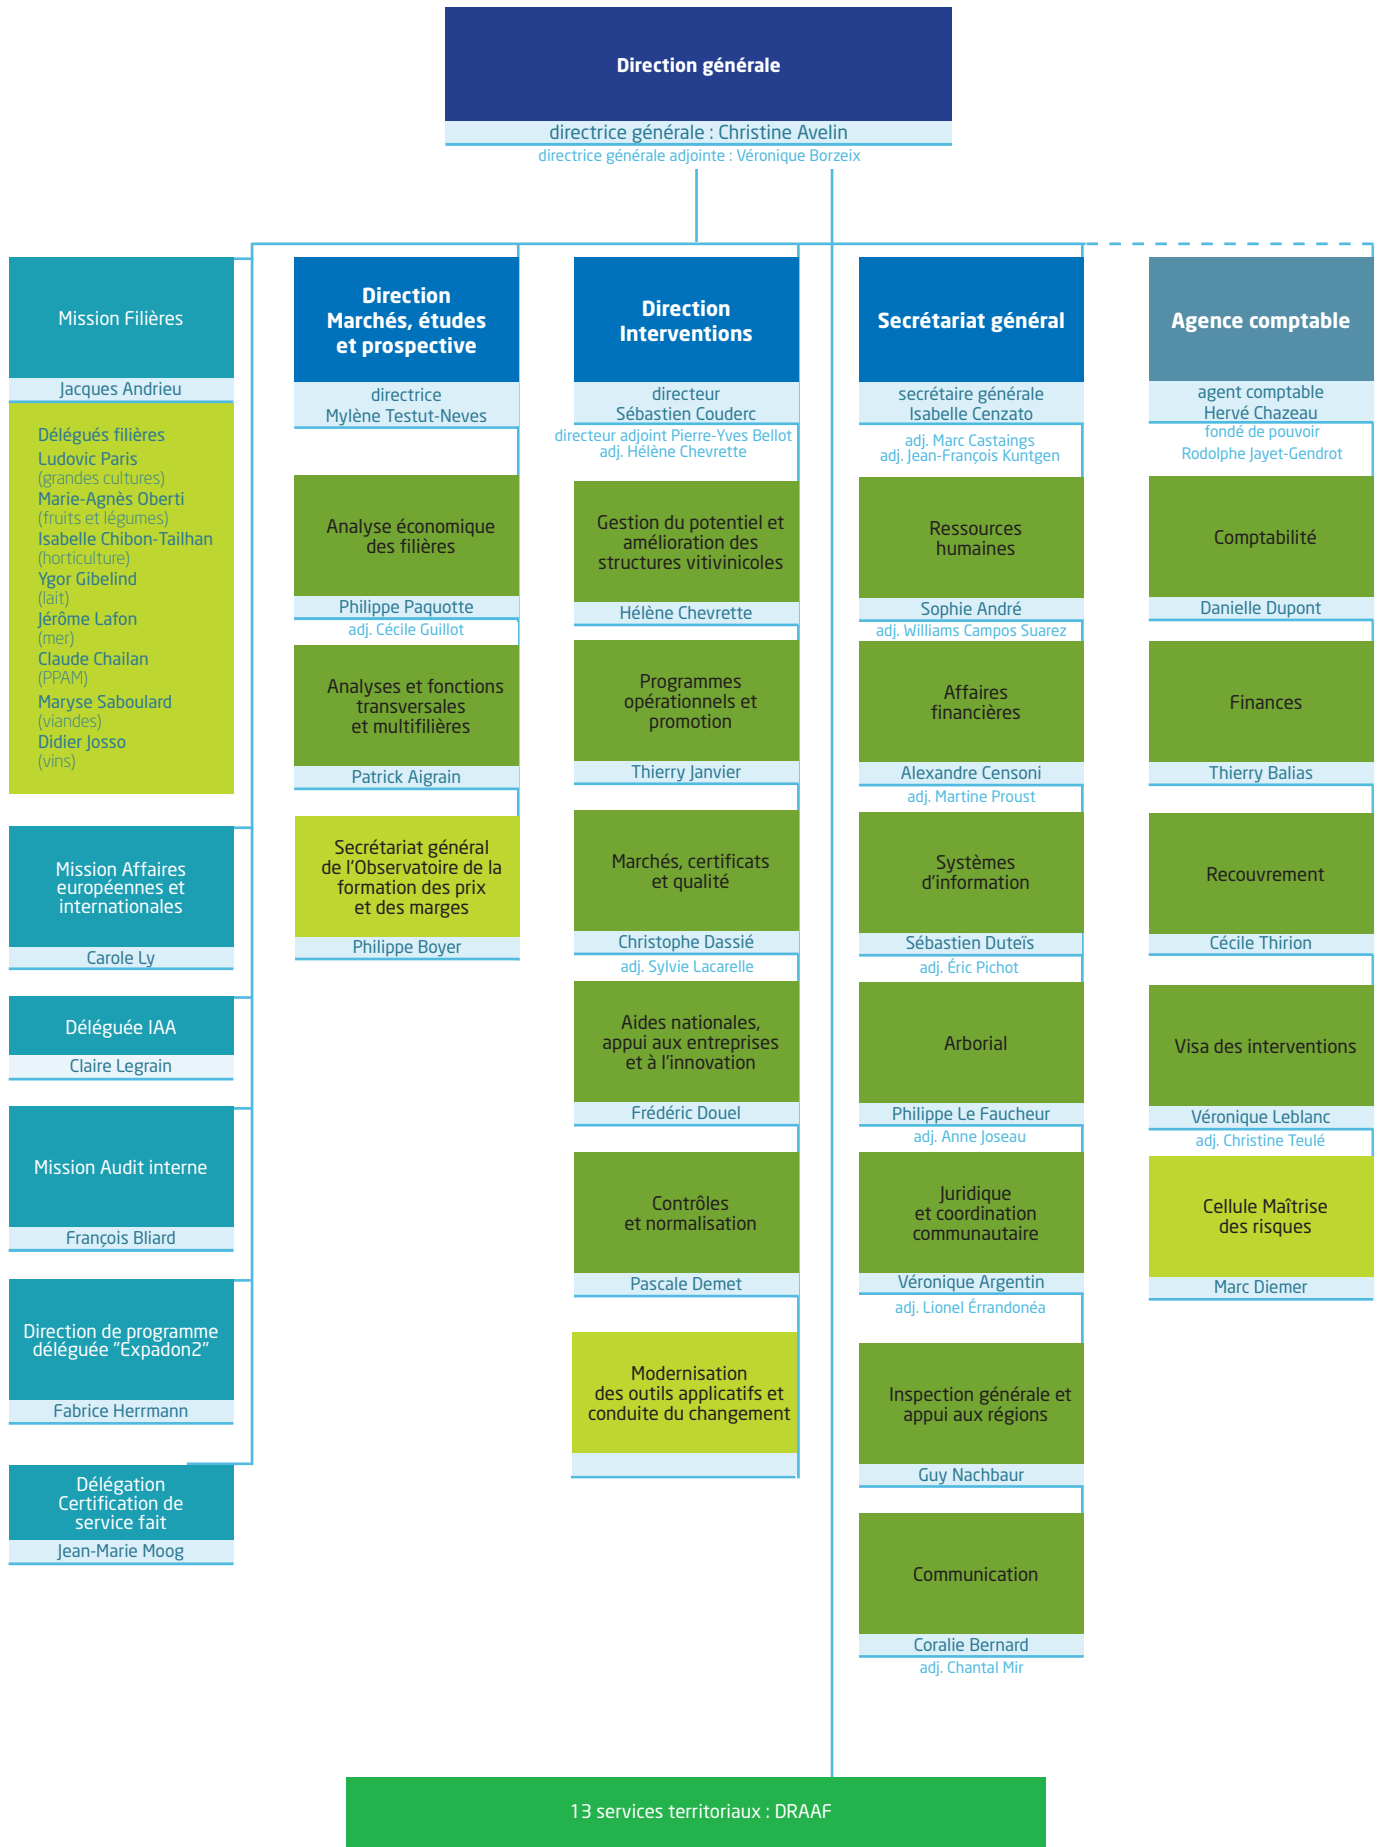 Direction générale
directrice générale : Christine Avelin
directrice générale adjointe : Véronique Borzeix
Mission Filières
Jacques Andrieu
Délégués filières
Ludovic Paris
(grandes cultures)
Marie-Agnès Oberti
(fruits et légumes)
Isabelle Chibon-Tailhan
(horticulture)
Ygor Gibelind
(lait)
Jérôme Lafon
(mer)
Claude Chailan
(PPAM)
Maryse Saboulard
(viandes)
Didier Josso
(vins)
Mission Affaires
européennes et
internationales
Carole Ly
Déléguée IAA
Claire Legrain
Mission Audit interne
François Bliard
Direction de programme
déléguée "Expadon2"
Fabrice Herrmann
Délégation
Certification de
service fait
Jean-Marie Moog
Direction
Marchés, études
et prospective
directrice
Mylène Testut-Neves
Analyse économique
des filières
Philippe Paquotte
adj. Cécile Guillot
Analyses et fonctions
transversales
et multifilières
Patrick Aigrain
Secrétariat général
de l'Observatoire de la
formation des prix
et des marges
Philippe Boyer
Direction
Interventions
directeur
Sébastien Couderc
directeur adjoint Pierre-Yves Bellot
adj. Hélène Chevrette
Gestion du potentiel et
amélioration des
structures vitivinicoles
Hélène Chevrette
Programmes
opérationnels et
promotion
Thierry Janvier
Marchés, certificats
et qualité
Christophe Dassié
adj. Sylvie Lacarelle
Aides nationales,
appui aux entreprises
et à l'innovation
Frédéric Douel
Contrôles
et normalisation
Pascale Demet
Modernisation
des outils applicatifs et
conduite du changement
Secrétariat général
secrétaire générale
Isabelle Cenzato
adj. Marc Castaings
adj. Jean-François Kuntgen
Ressources
humaines
Sophie André
adj. Williams Campos Suarez
Affaires
financières
Alexandre Censoni
adj. Martine Proust
Systèmes
d'information
Sébastien Duteïs
adj. Éric Pichot
Arborial
Philippe Le Faucheur
adj. Anne Joseau
Juridique
et coordination
communautaire
Véronique Argentin
adj. Lionel Érrandonéa
Inspection générale et
appui aux régions
Guy Nachbaur
Communication
Coralie Bernard
adj. Chantal Mir
Agence comptable
agent comptable
Hervé Chazeau
fondé de pouvoir
Rodolphe Jayet-Gendrot
Comptabilité
Danielle Dupont
Finances
Thierry Balias
Recouvrement
Cécile Thirion
Visa des interventions
Véronique Leblanc
adj. Christine Teulé
Cellule Maîtrise
des risques
Marc Diemer
13 services territoriaux : DRAAF